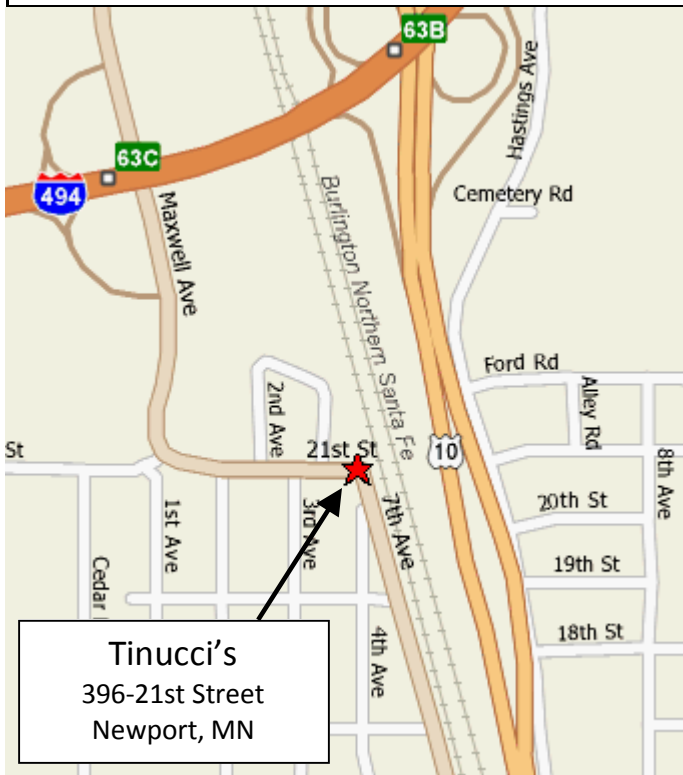 63B
Hastings Ave
63C
494
Cemetery Rd
Maxwell Ave
Burlington Northern Santa Fe
Ford Rd
2nd Ave
Alley Rd
St
21st St
10
8th Ave
1st Ave
3rd Ave
7th Ave
20th St
Cedar
19th St
4th Ave
18th St
Tinucci’s
396-21st Street
Newport, MN